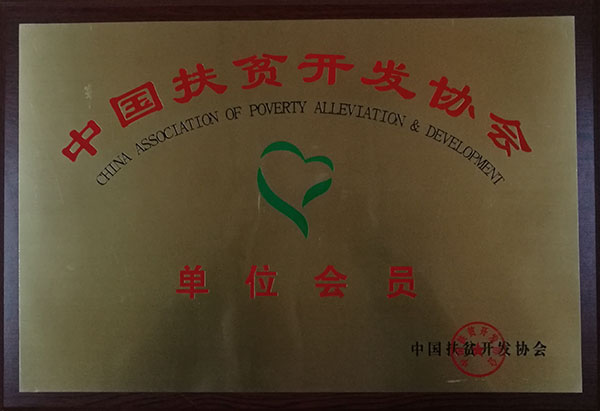 中国扶贫开发协会
CHINA ASSOCIATION OF POVERTY ALLEVIATION & DEVELOPMENT
单位会员
中国扶贫开发协会